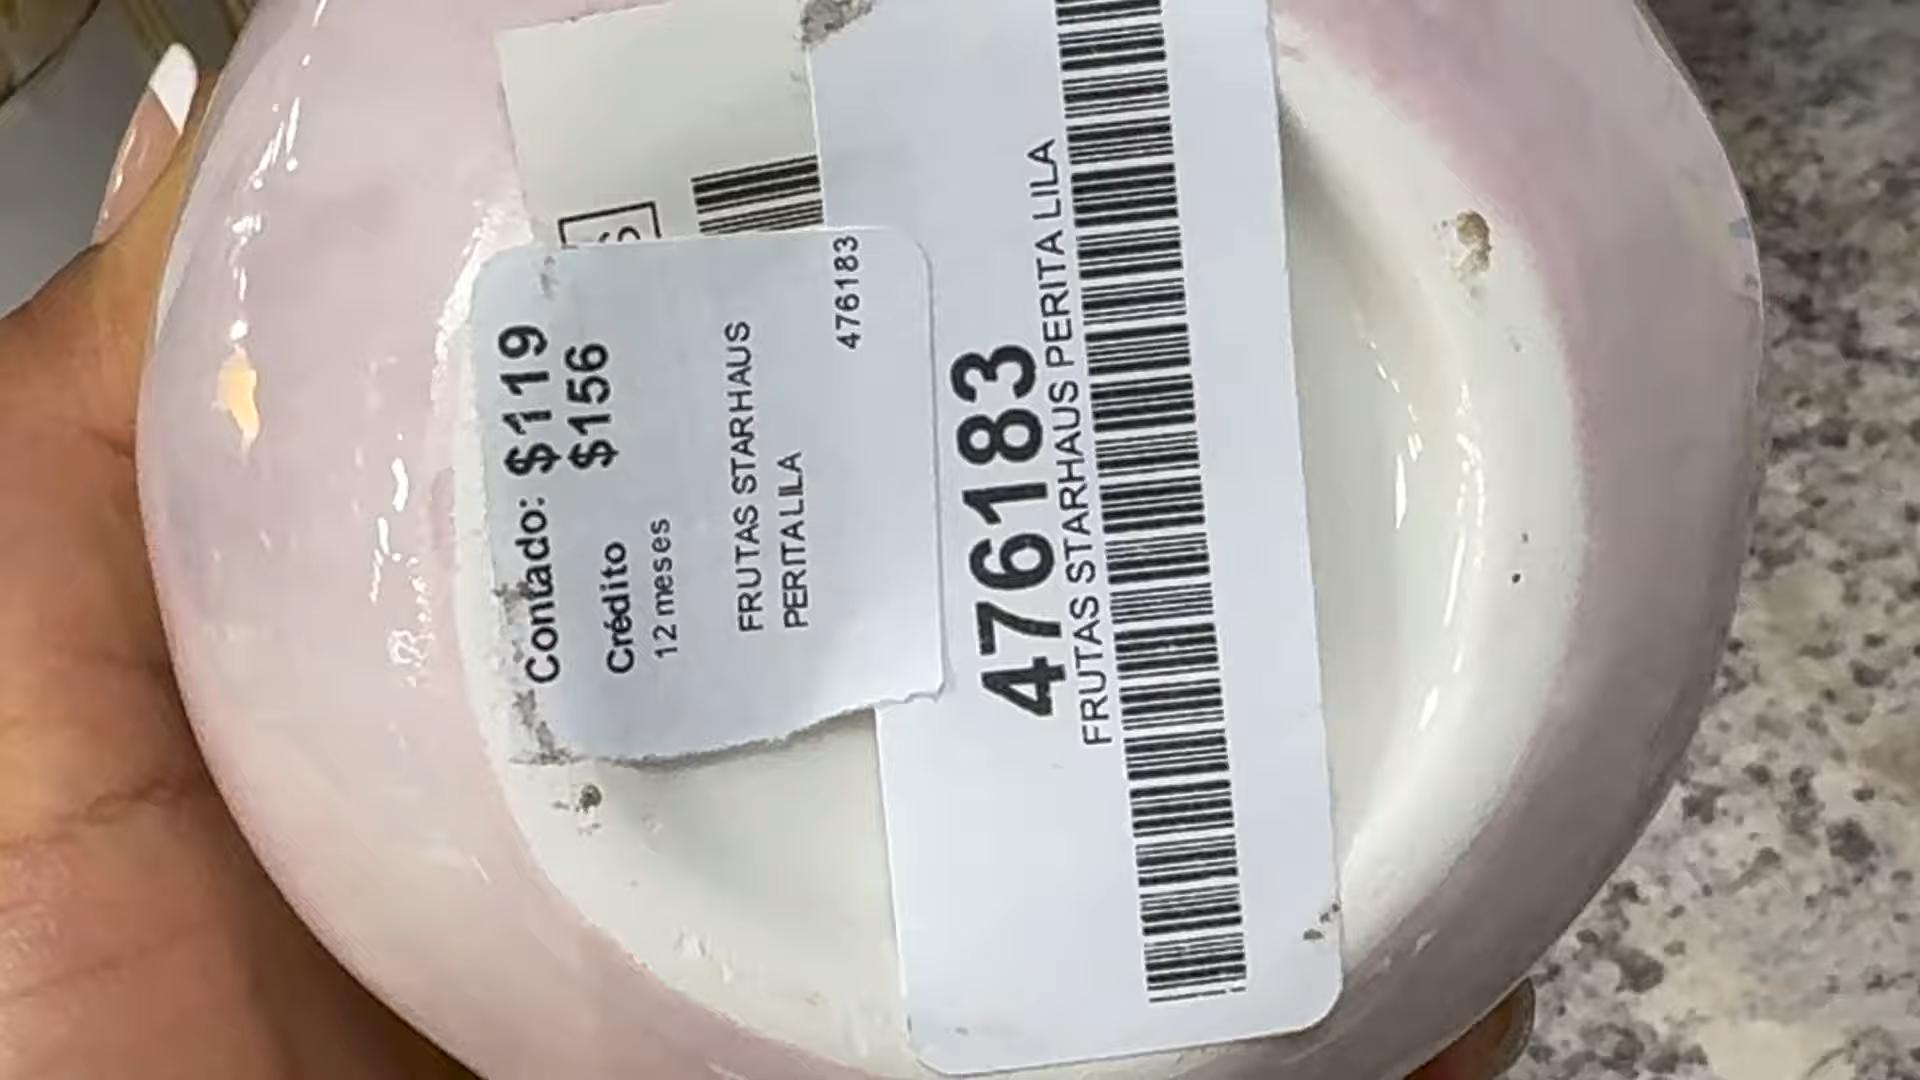 Contado: $119
$156
Crédito
12 meses
FRUTAS STARHAUS
PERITA LILA
476183
476183
FRUTAS STARHAUS PERITA LILA